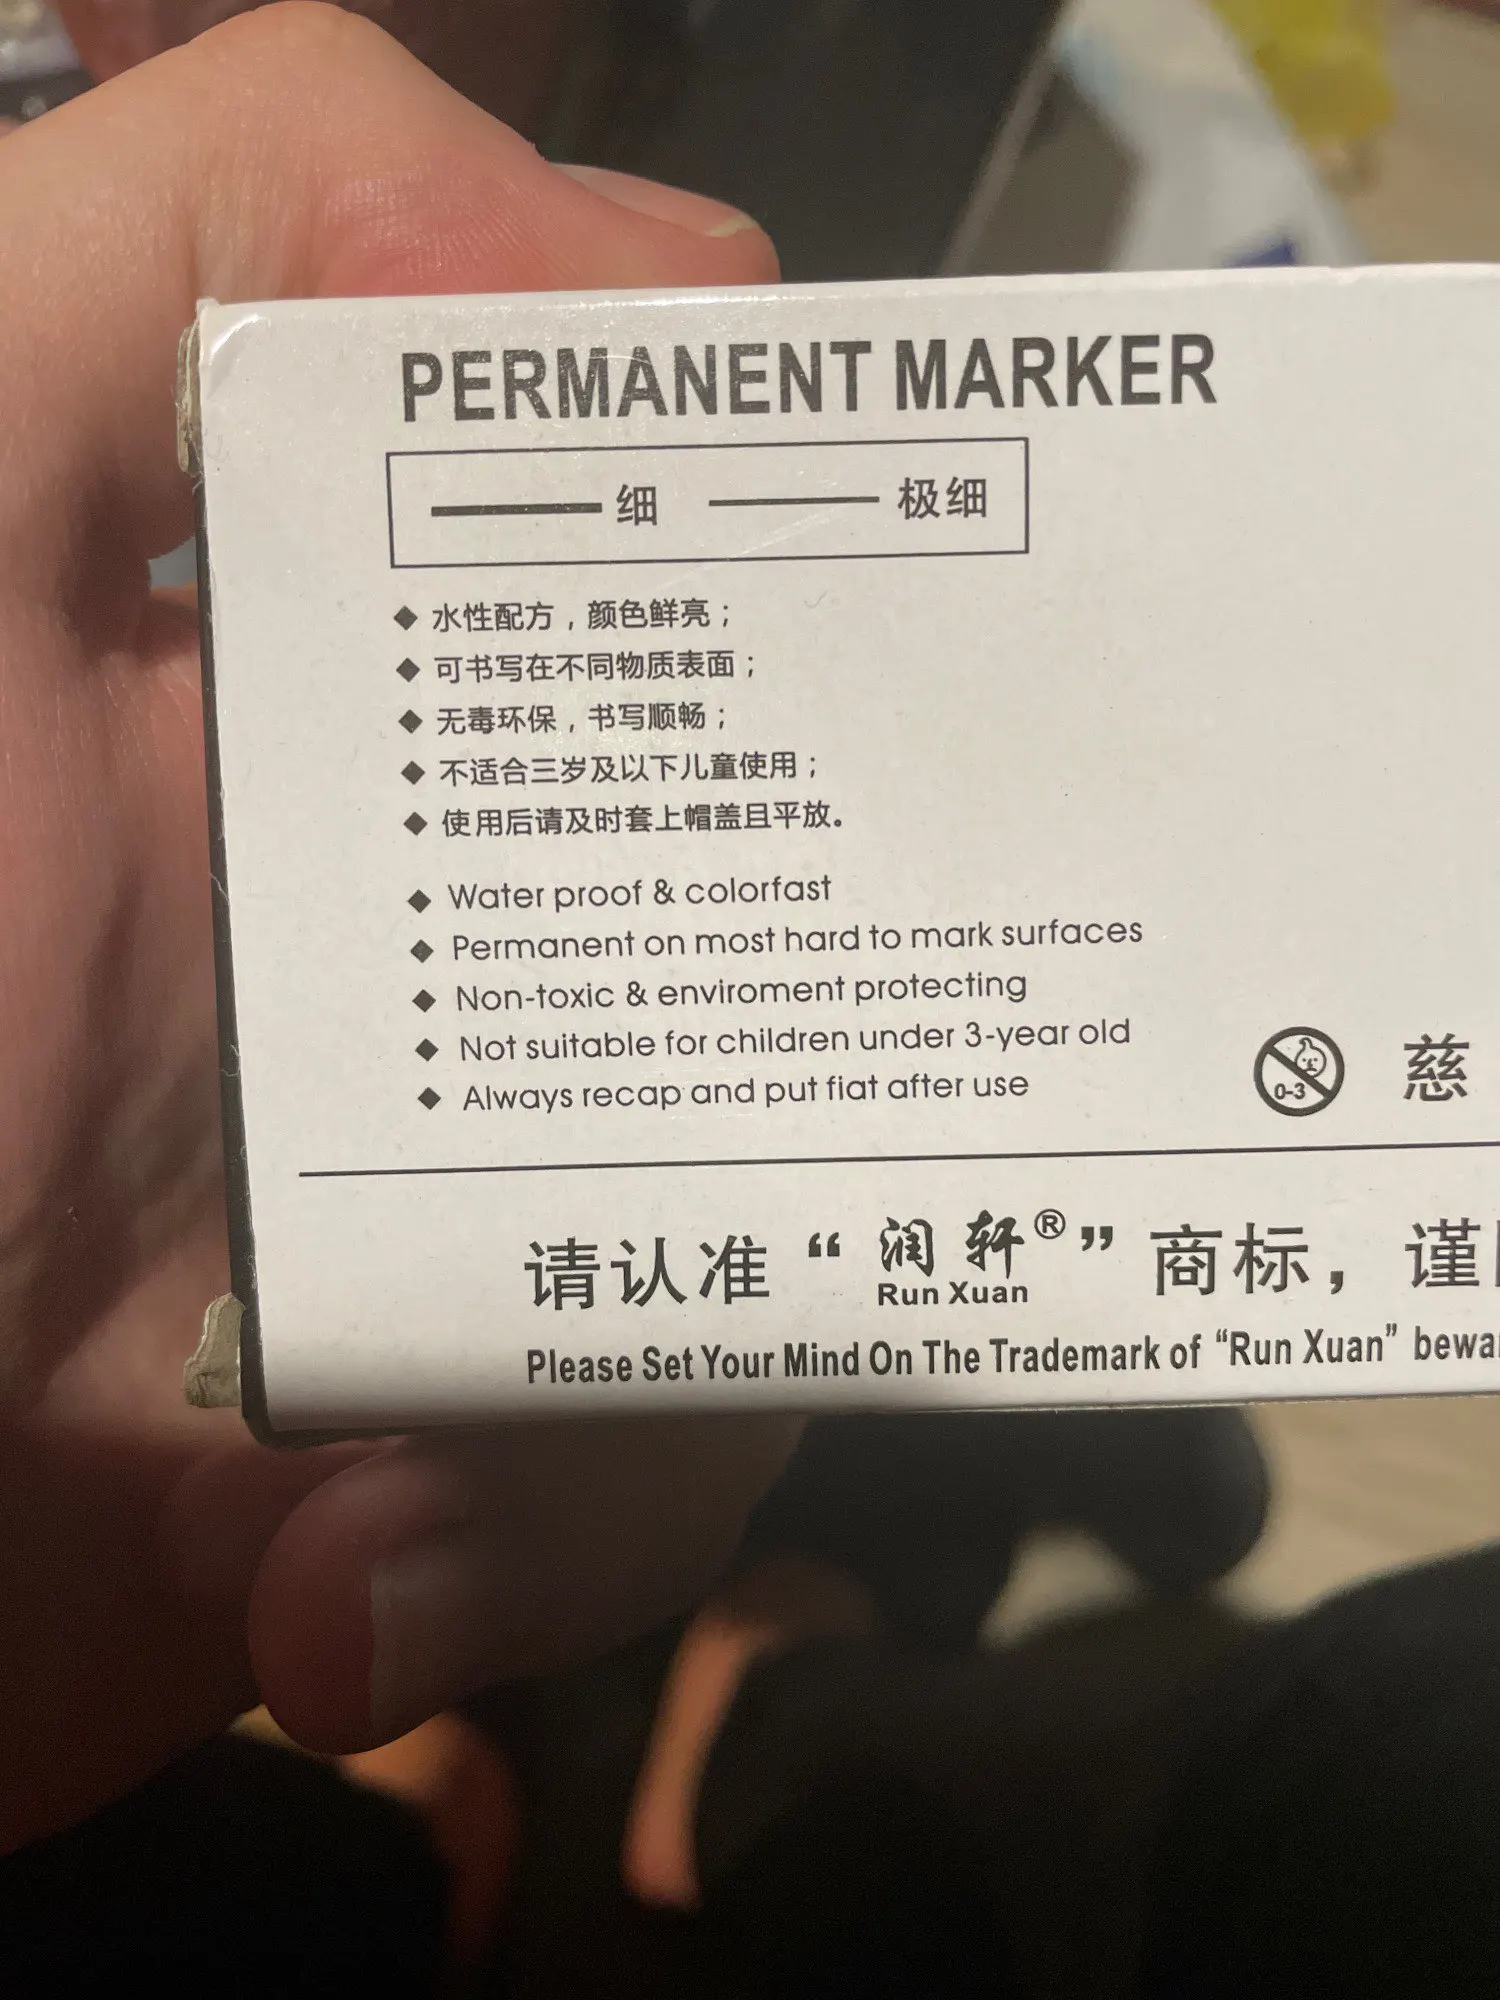 PERMANENT MARKER
细 极细
◆ 水性配方，颜色鲜亮；
◆ 可书写在不同物质表面；
◆ 无毒环保，书写顺畅；
◆ 不适合三岁及以下儿童使用；
◆ 使用后请及时套上帽盖且平放。
◆ Water proof & colorfast
◆ Permanent on most hard to mark surfaces
◆ Non-toxic & enviroment protecting
◆ Not suitable for children under 3-year old
◆ Always recap and put fiat after use
0-3 慈
请认准“润轩®”商标，谨
Run Xuan
Please Set Your Mind On The Trademark of “Run Xuan”